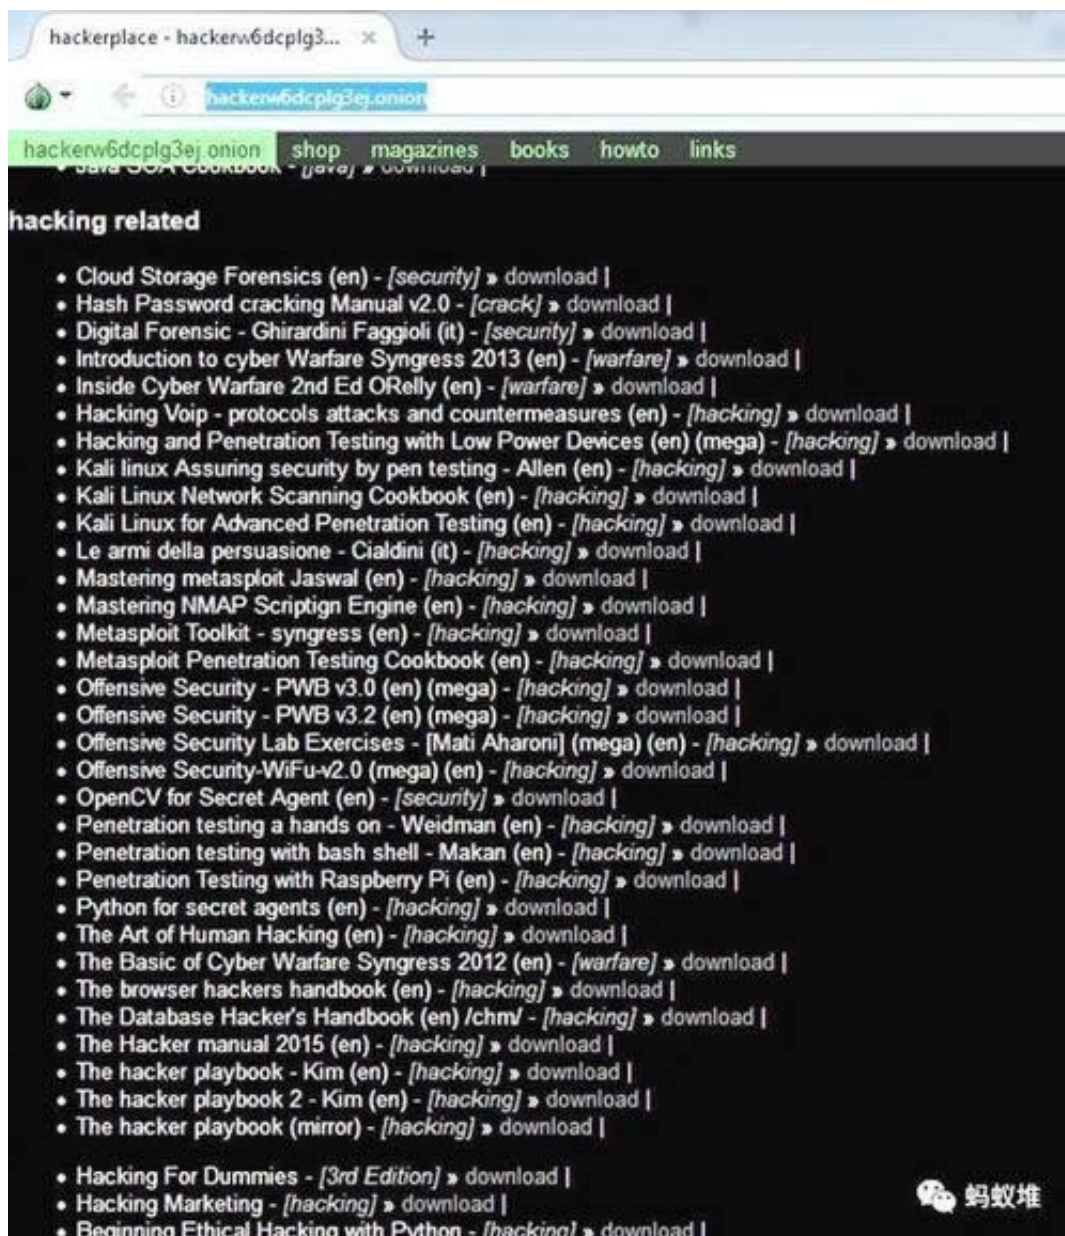 hackerplace - hackerw6dcplg3...
hackerw6dcplg3ej.onion
hackerw6dcplg3ej.onion shop magazines books howto links
Java SOA Cookbook - [java] » download |
hacking related
• Cloud Storage Forensics (en) - [security] » download |
• Hash Password cracking Manual v2.0 - [crack] » download |
• Digital Forensic - Ghirardini Faggioli (it) - [security] » download |
• Introduction to cyber Warfare Syngress 2013 (en) - [warfare] » download |
• Inside Cyber Warfare 2nd Ed ORelly (en) - [warfare] » download |
• Hacking Voip - protocols attacks and countermeasures (en) - [hacking] » download |
• Hacking and Penetration Testing with Low Power Devices (en) (mega) - [hacking] » download |
• Kali linux Assuring security by pen testing - Allen (en) - [hacking] » download |
• Kali Linux Network Scanning Cookbook (en) - [hacking] » download |
• Kali Linux for Advanced Penetration Testing (en) - [hacking] » download |
• Le armi della persuasione - Cialdini (it) - [hacking] » download |
• Mastering metasploit Jaswal (en) - [hacking] » download |
• Mastering NMAP Scriptign Engine (en) - [hacking] » download |
• Metasploit Toolkit - syngress (en) - [hacking] » download |
• Metasploit Penetration Testing Cookbook (en) - [hacking] » download |
• Offensive Security - PWB v3.0 (en) (mega) - [hacking] » download |
• Offensive Security - PWB v3.2 (en) (mega) - [hacking] » download |
• Offensive Security Lab Exercises - [Mati Aharoni] (mega) (en) - [hacking] » download |
• Offensive Security-WiFu-v2.0 (mega) (en) - [hacking] » download |
• OpenCV for Secret Agent (en) - [security] » download |
• Penetration testing a hands on - Weidman (en) - [hacking] » download |
• Penetration testing with bash shell - Makan (en) - [hacking] » download |
• Penetration Testing with Raspberry Pi (en) - [hacking] » download |
• Python for secret agents (en) - [hacking] » download |
• The Art of Human Hacking (en) - [hacking] » download |
• The Basic of Cyber Warfare Syngress 2012 (en) - [warfare] » download |
• The browser hackers handbook (en) - [hacking] » download |
• The Database Hacker's Handbook (en) /chm/ - [hacking] » download |
• The Hacker manual 2015 (en) - [hacking] » download |
• The hacker playbook - Kim (en) - [hacking] » download |
• The hacker playbook 2 - Kim (en) - [hacking] » download |
• The hacker playbook (mirror) - [hacking] » download |
• Hacking For Dummies - [3rd Edition] » download |
• Hacking Marketing - [hacking] » download |
• Beginning Ethical Hacking with Python - [hacking] » download |
蚂蚁堆